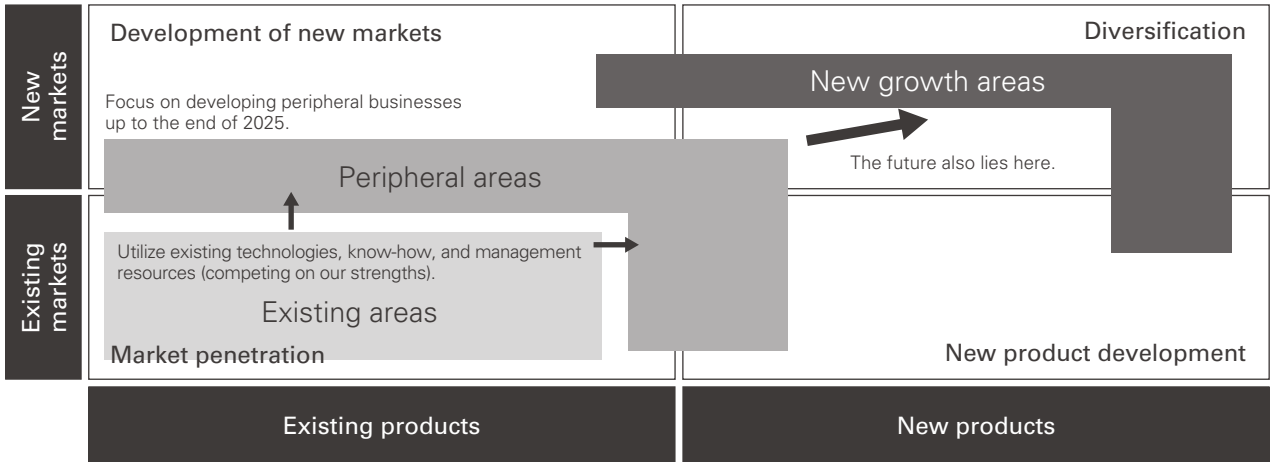 New
markets
Development of new markets
Diversification
New growth areas
Focus on developing peripheral businesses
up to the end of 2025.
The future also lies here.
Peripheral areas
Existing
markets
Utilize existing technologies, know-how, and management
resources (competing on our strengths).
Existing areas
Market penetration
New product development
Existing products
New products